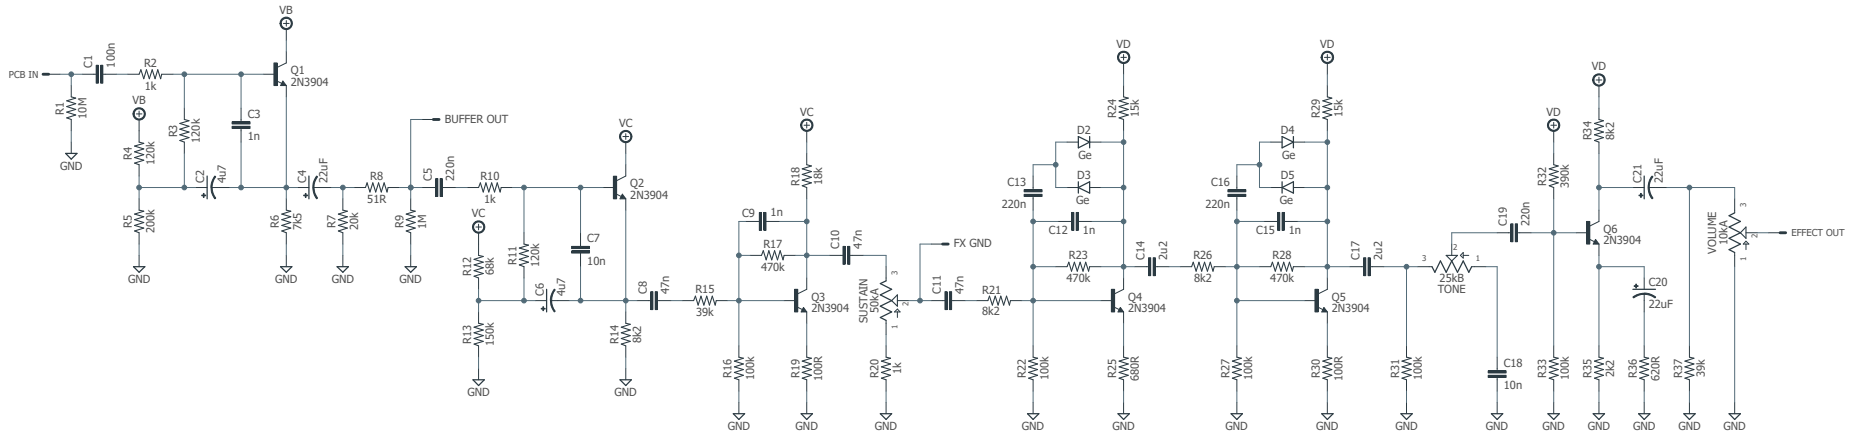 PCB IN
C1
100n
R1
10M
GND
R2
1k
VB
R4
120k
R5
200k
GND
R3
120k
C2
4u7
C3
1n
VB
Q1
2N3904
R6
7k5
GND
C4
22uF
R7
20k
GND
R8
51R
BUFFER OUT
R9
1M
GND
C5
220n
R10
1k
VC
R12
68k
R13
150k
GND
R11
120k
C6
4u7
C7
10n
VC
Q2
2N3904
R14
8k2
GND
C8
47n
R15
39k
R16
100k
GND
C9
1n
R17
470k
VC
R18
18k
Q3
2N3904
R19
100R
GND
C10
47n
SUSTAIN
50kA
3
2
1
R20
1k
GND
FX GND
C11
47n
R21
8k2
R22
100k
GND
C13
220n
D2
Ge
D3
Ge
C12
1n
R23
470k
VD
R24
15k
Q4
2N3904
R25
680R
GND
C14
2u2
R26
8k2
R27
100k
GND
C16
220n
D4
Ge
D5
Ge
C15
1n
R28
470k
VD
R29
15k
Q5
2N3904
R30
100R
GND
C17
2u2
R31
100k
GND
3
2
1
25kB
TONE
C18
10n
GND
C19
220n
VD
R32
390k
R33
100k
GND
VD
R34
8k2
Q6
2N3904
R35
2k2
GND
C20
22uF
R36
620R
GND
C21
22uF
R37
39k
GND
VOLUME
10kA
3
2
1
GND
EFFECT OUT